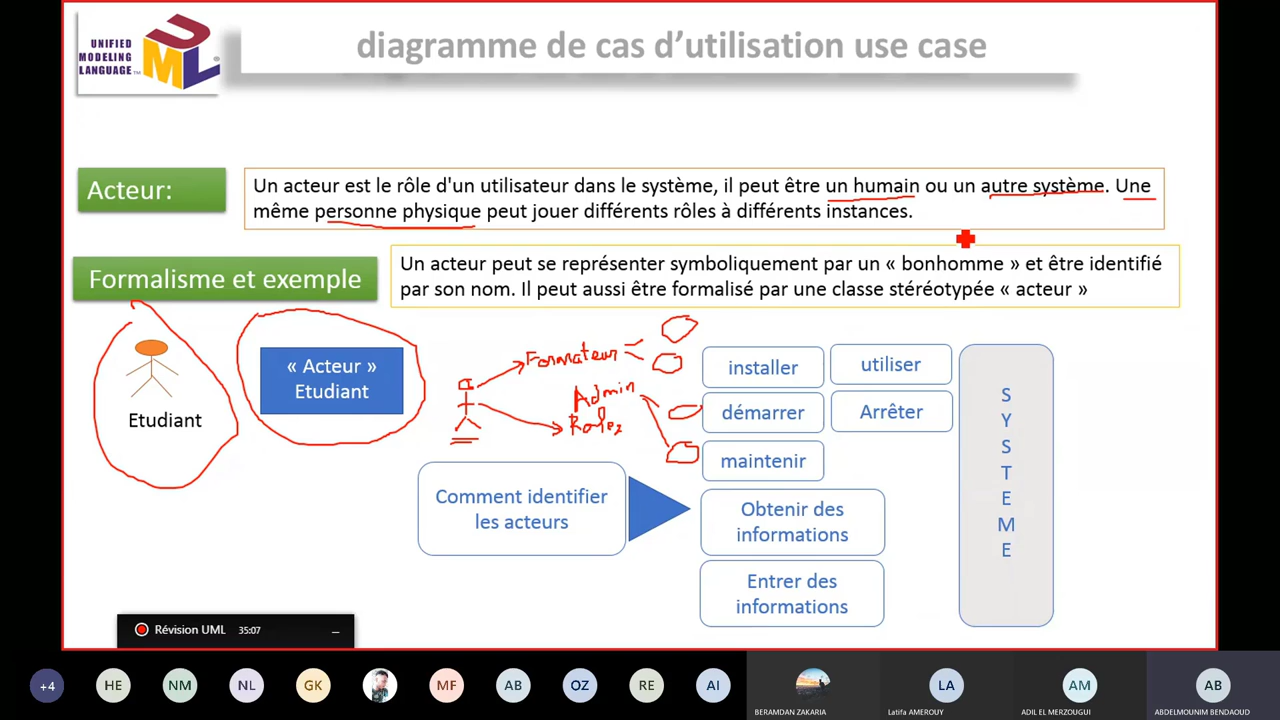 UNIFIED
MODELING
LANGUAGE™
UML®
diagramme de cas d’utilisation use case
Acteur:
Un acteur est le rôle d'un utilisateur dans le système, il peut être un humain ou un autre système. Une
même personne physique peut jouer différents rôles à différents instances.
Formalisme et exemple
Un acteur peut se représenter symboliquement par un « bonhomme » et être identifié
par son nom. Il peut aussi être formalisé par une classe stéréotypée « acteur »
Etudiant
« Acteur »
Etudiant
Formateur
Admin
installer
utiliser
démarrer
Arrêter
maintenir
Comment identifier
les acteurs
Obtenir des
informations
Entrer des
informations
S
Y
S
T
E
M
E
Révision UML 35:07
+4
HE
NM
NL
GK
MF
AB
OZ
RE
AI
BERAMDAN ZAKARIA
LA
Latifa AMEROUY
AM
ADIL EL MERZOUGUI
AB
ABDELMOUNIM BENDAOUD